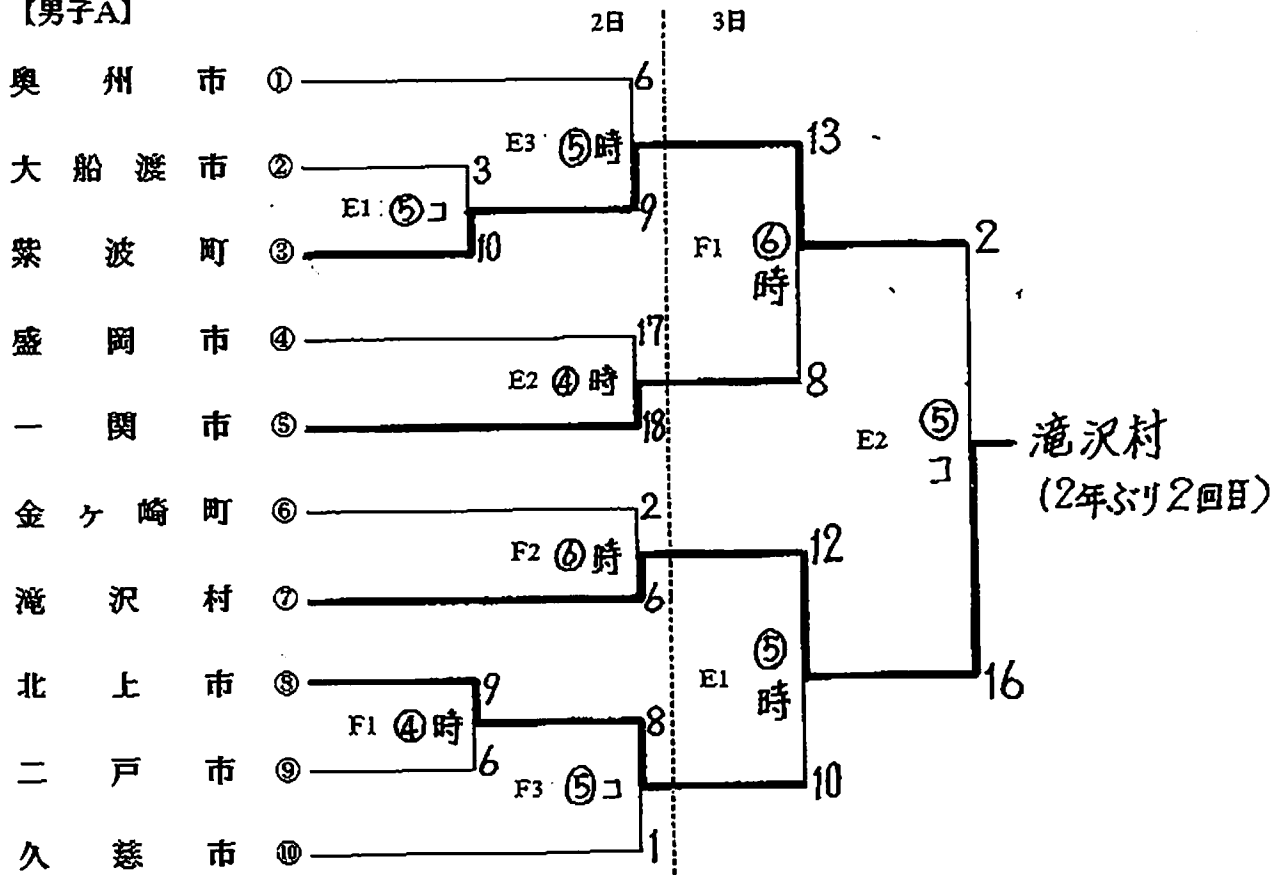 【男子A】
2日 3日
奥州市 ① 6
E3 ⑤時 13
大船渡市 ② 3
E1 ⑤コ 9
紫波町 ③ 10
F1 ⑥時 2
盛岡市 ④ 17
E2 ④時 8
一関市 ⑤ 18
E2 ⑤コ 滝沢村
(2年ぶり2回目)
金ヶ崎町 ⑥ 2
F2 ⑥時 12
滝沢村 ⑦ 6
E1 ⑤時 16
北上市 ⑧ 9
F1 ④時 8
二戸市 ⑨ 6
F3 ⑤コ 10
久慈市 ⑩ 1